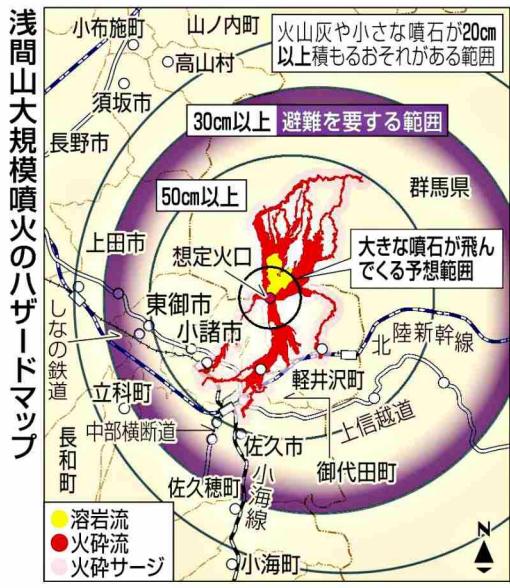 浅間山大規模噴火のハザードマップ
山ノ内町
小布施町
高山村
須坂市
長野市
火山灰や小さな噴石が20cm
以上積もるおそれがある範囲
30cm以上 避難を要する範囲
50cm以上
群馬県
上田市
想定火口
大きな噴石が飛ん
でくる予想範囲
東御市
小諸市
しなの鉄道
北陸新幹線
軽井沢町
立科町
上信越道
中部横断道
長和町
佐久市
御代田町
小海線
佐久穂町
小海町
溶岩流
火砕流
火砕サージ
N